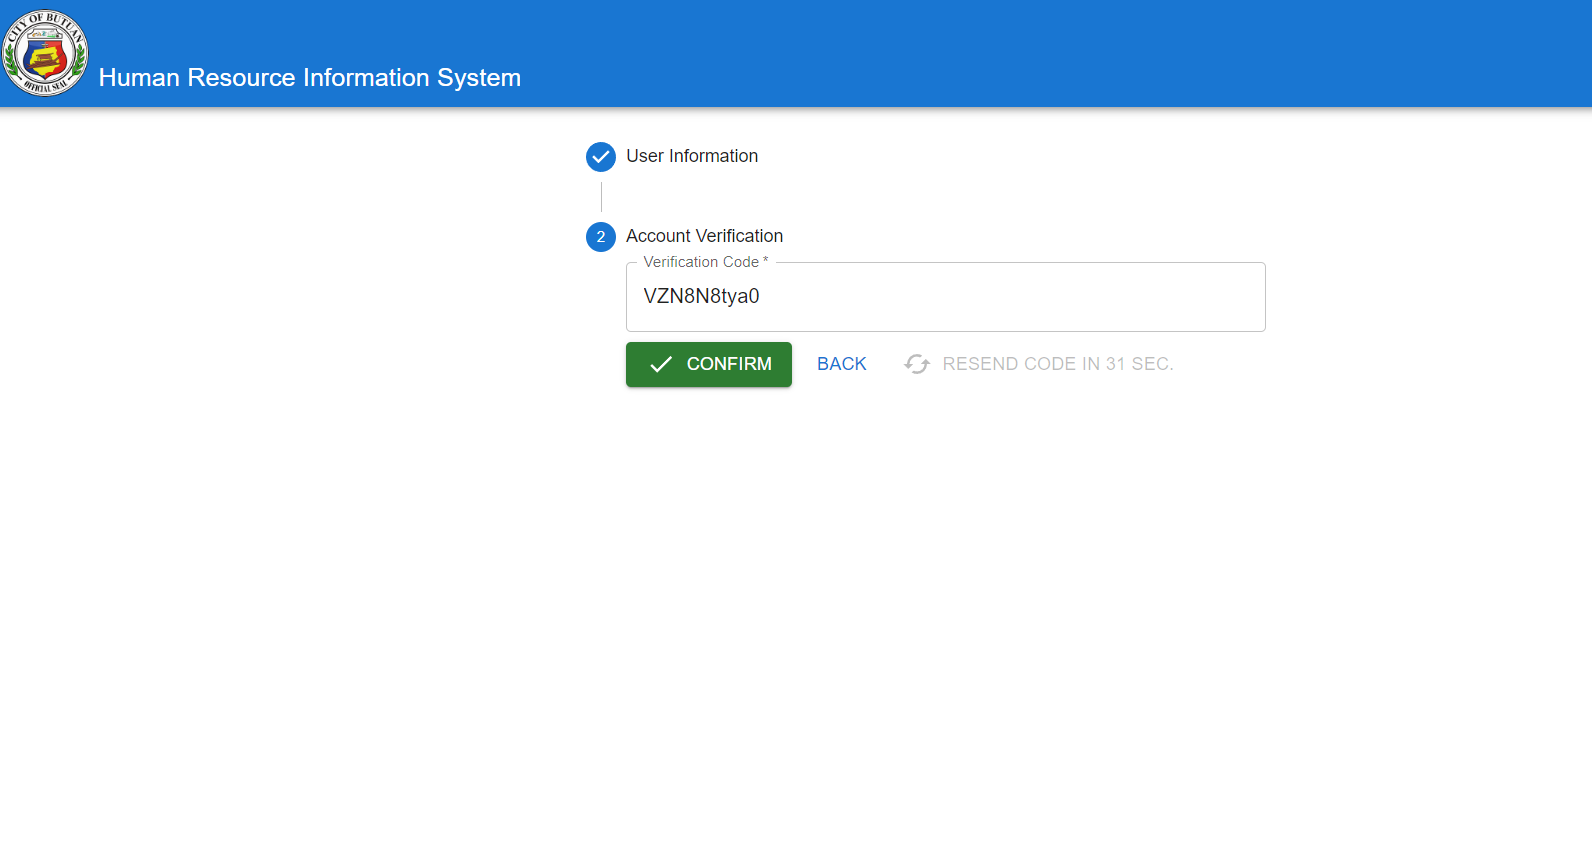 CITY OF BUTUAN
OFFICIAL SEAL
Human Resource Information System
User Information
2
Account Verification
Verification Code *
VZN8N8tya0
CONFIRM
BACK
RESEND CODE IN 31 SEC.